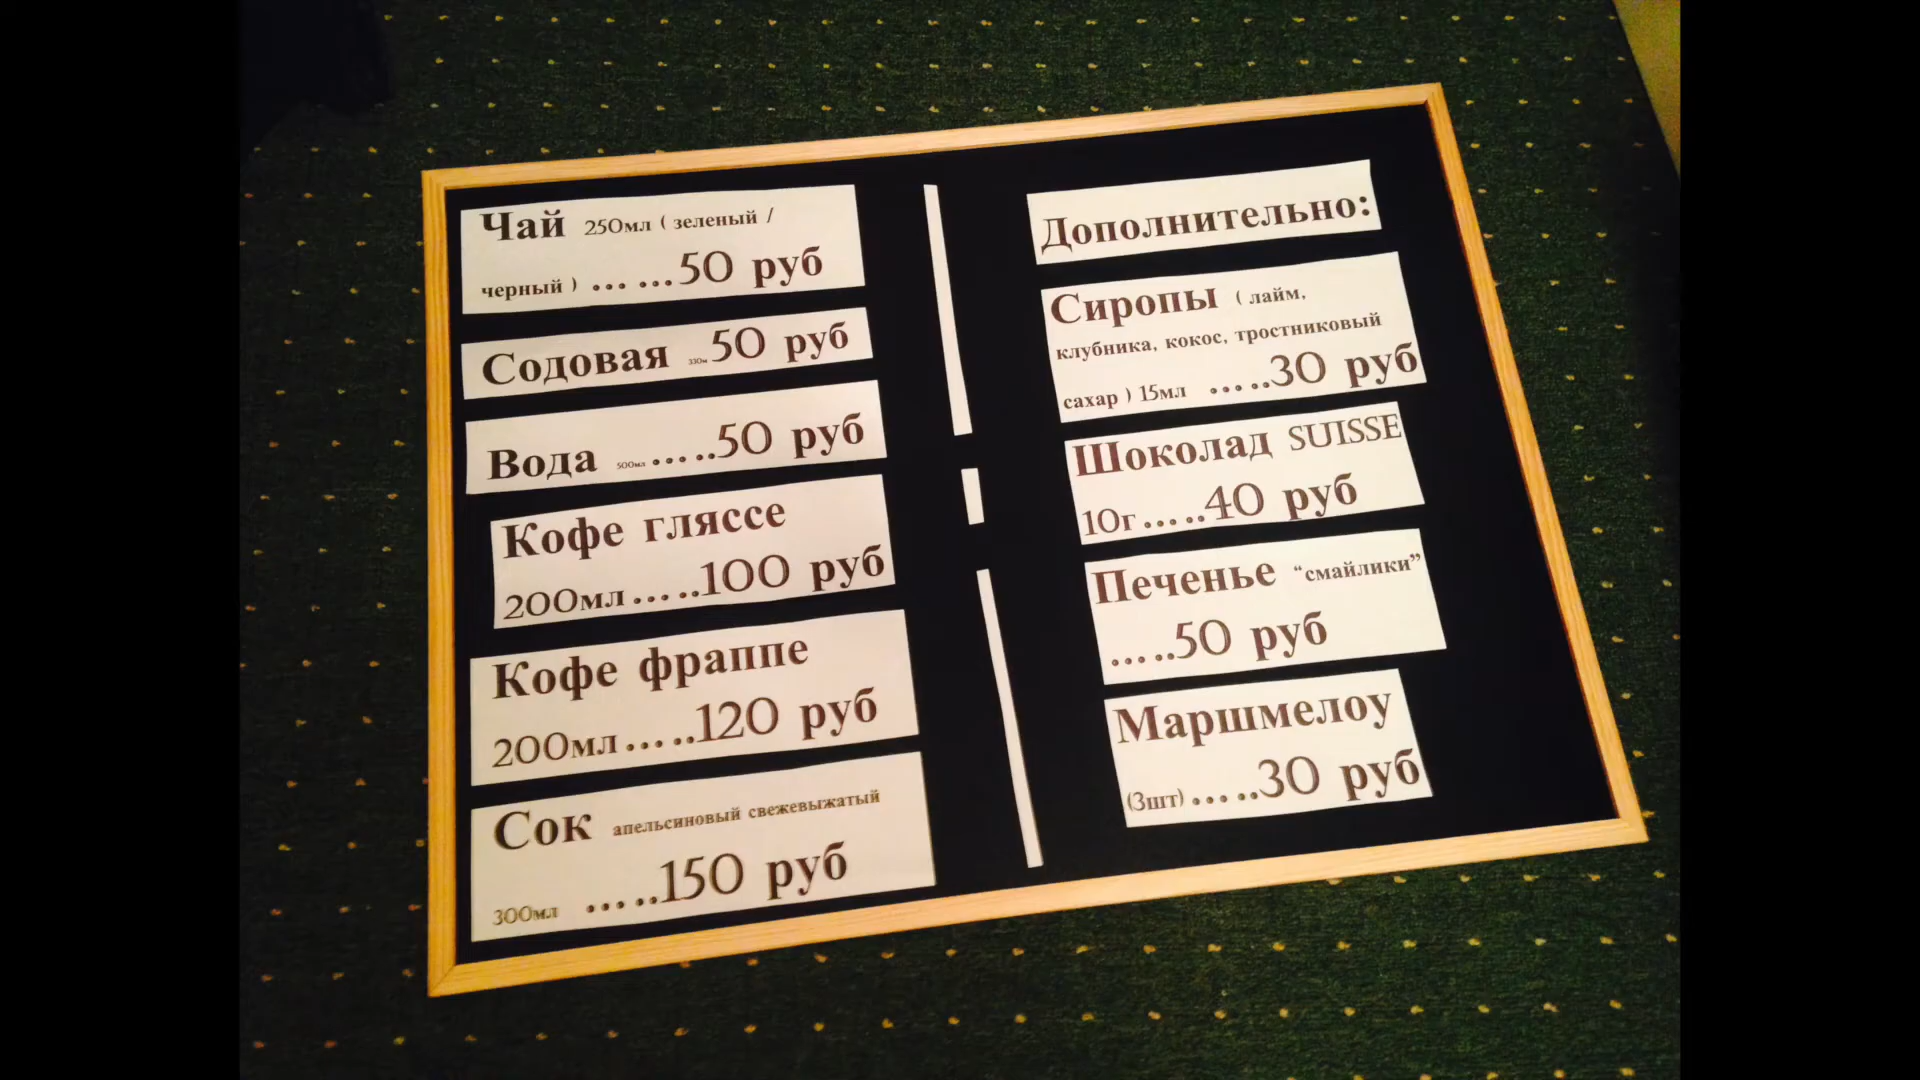 Чай 250мл ( зеленый /
черный ) ... ...50 руб
Содовая 330м 50 руб
Вода 500мл .....50 руб
Кофе гляссе
200мл.....100 руб
Кофе фраппе
200мл.....120 руб
Сок апельсиновый свежевыжатый
300мл .....150 руб
Дополнительно:
Сиропы ( лайм,
клубника, кокос, тростниковый
сахар ) 15мл .....30 руб
Шоколад SUISSE
10г.....40 руб
Печенье “смайлики”
.....50 руб
Маршмелоу
(3шт).....30 руб